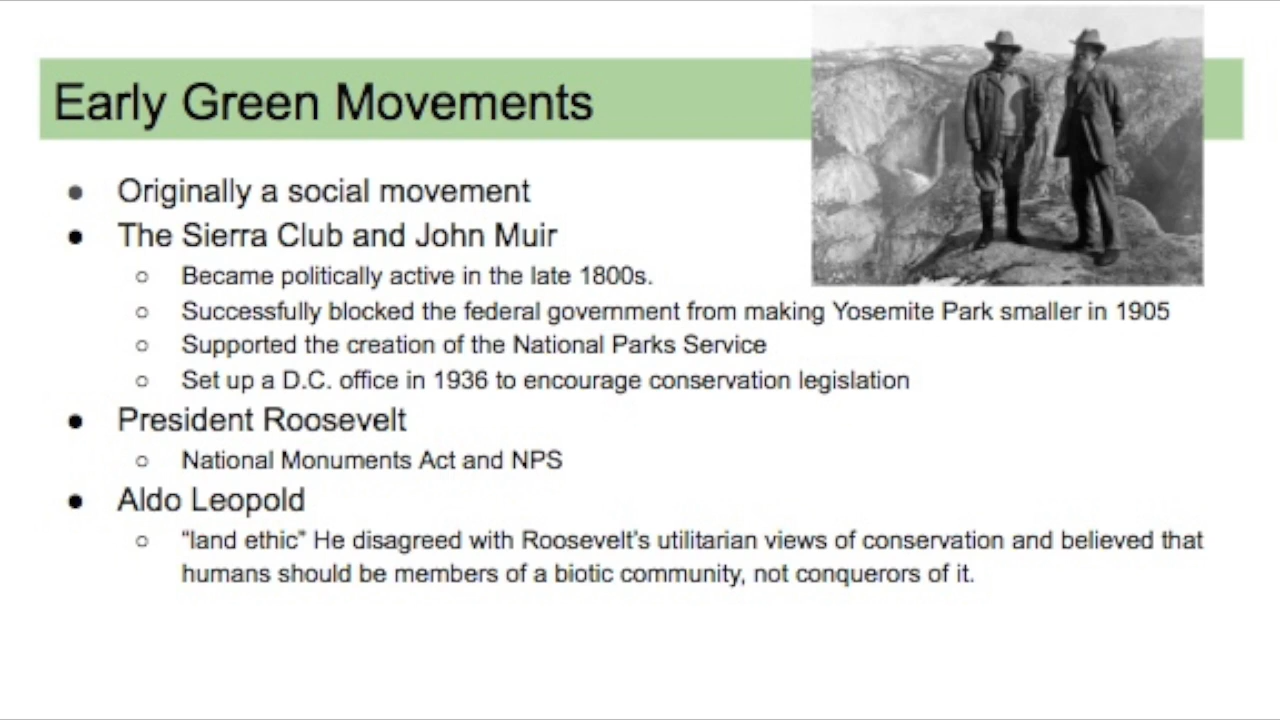 Early Green Movements
● Originally a social movement
● The Sierra Club and John Muir
○ Became politically active in the late 1800s.
○ Successfully blocked the federal government from making Yosemite Park smaller in 1905
○ Supported the creation of the National Parks Service
○ Set up a D.C. office in 1936 to encourage conservation legislation
● President Roosevelt
○ National Monuments Act and NPS
● Aldo Leopold
○ “land ethic” He disagreed with Roosevelt's utilitarian views of conservation and believed that
humans should be members of a biotic community, not conquerors of it.